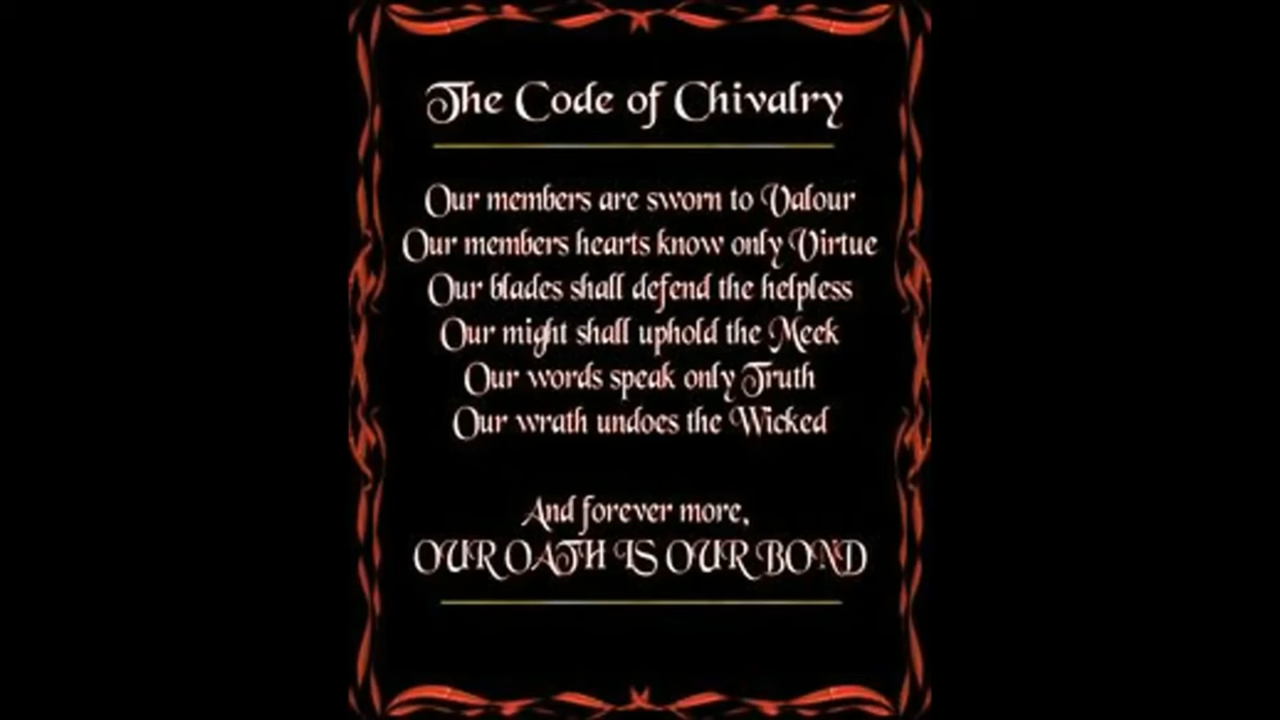 The Code of Chivalry
Our members are sworn to Valour
Our members hearts know only Virtue
Our blades shall defend the helpless
Our might shall uphold the Meek
Our words speak only Truth
Our wrath undoes the Wicked
And forever more,
OUR OATH IS OUR BOND